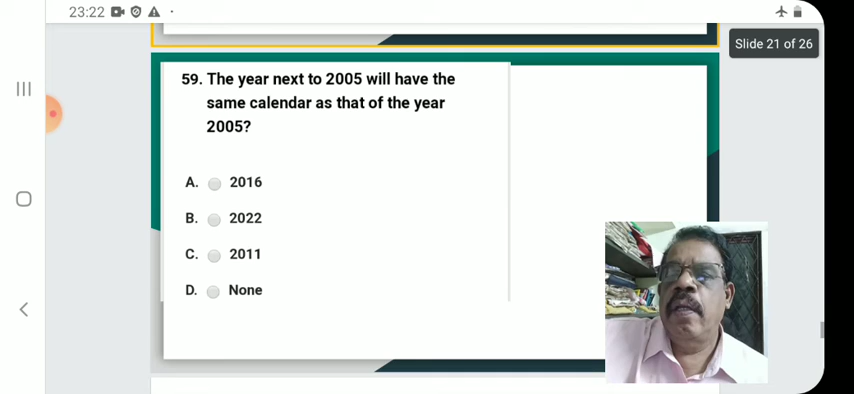 23:22
Slide 21 of 26
59. The year next to 2005 will have the
same calendar as that of the year
2005?
A. 2016
B. 2022
C. 2011
D. None